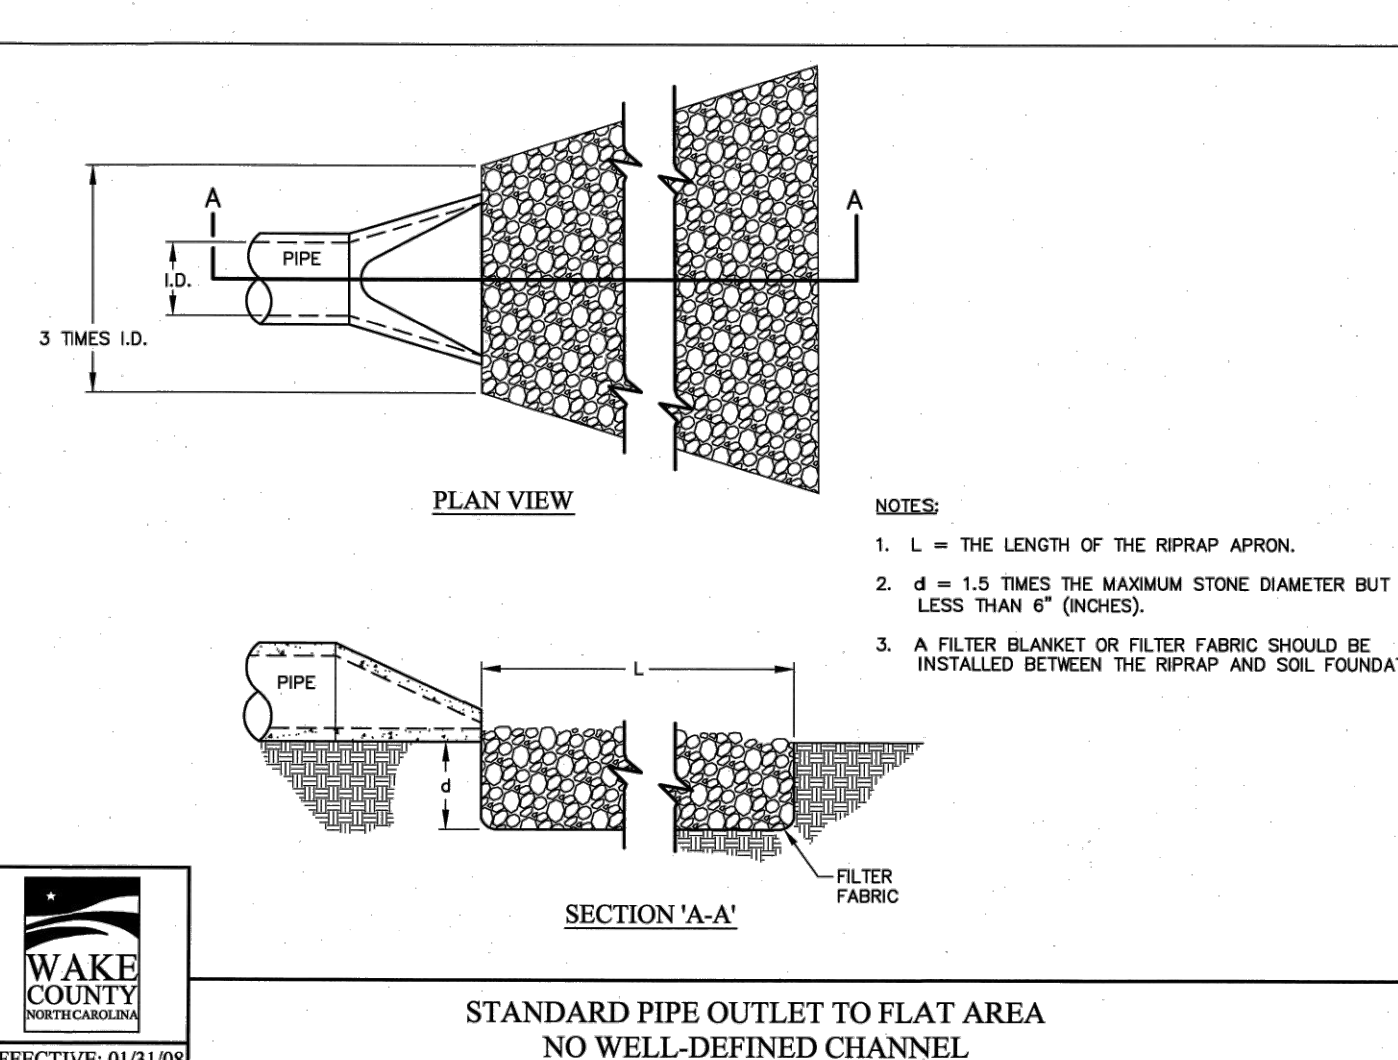 A
A
PIPE
I.D.
3 TIMES I.D.
PLAN VIEW
NOTES:
1. L = THE LENGTH OF THE RIPRAP APRON.
2. d = 1.5 TIMES THE MAXIMUM STONE DIAMETER BUT
LESS THAN 6" (INCHES).
3. A FILTER BLANKET OR FILTER FABRIC SHOULD BE
INSTALLED BETWEEN THE RIPRAP AND SOIL
L
PIPE
d
FILTER
FABRIC
SECTION 'A-A'
WAKE
COUNTY
NORTH CAROLINA
01/31/08
STANDARD PIPE OUTLET TO FLAT AREA
NO WELL-DEFINED CHANNEL